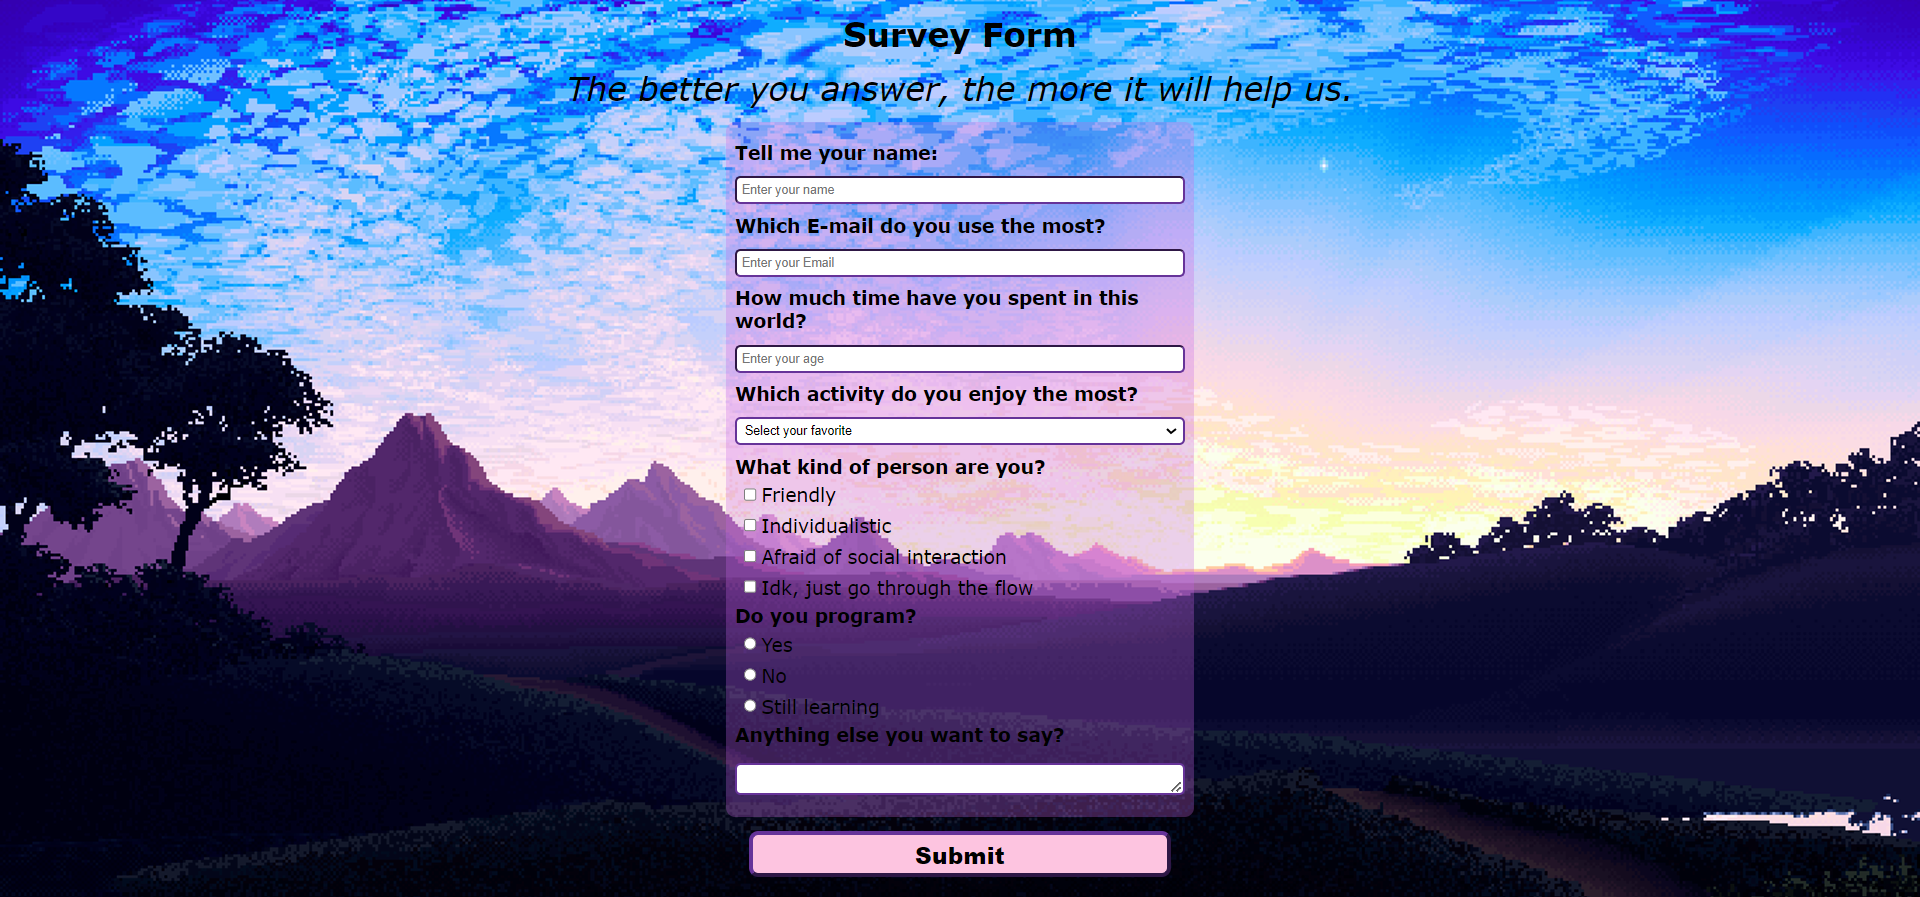 Survey Form
The better you answer, the more it will help us.
Tell me your name:
Enter your name
Which E-mail do you use the most?
Enter your Email
How much time have you spent in this
world?
Enter your age
Which activity do you enjoy the most?
Select your favorite
What kind of person are you?
Friendly
Individualistic
Afraid of social interaction
Idk, just go through the flow
Do you program?
Yes
No
Still learning
Anything else you want to say?
Submit